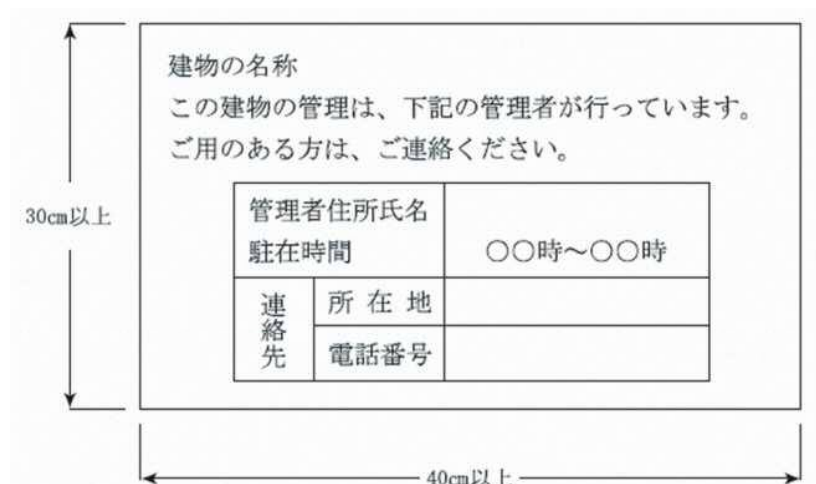 建物の名称
この建物の管理は、下記の管理者が行っています。
ご用のある方は、ご連絡ください。
30cm以上
管理者住所氏名
駐在時間
○○時～○○時
連絡先
所在地
電話番号
40cm以上